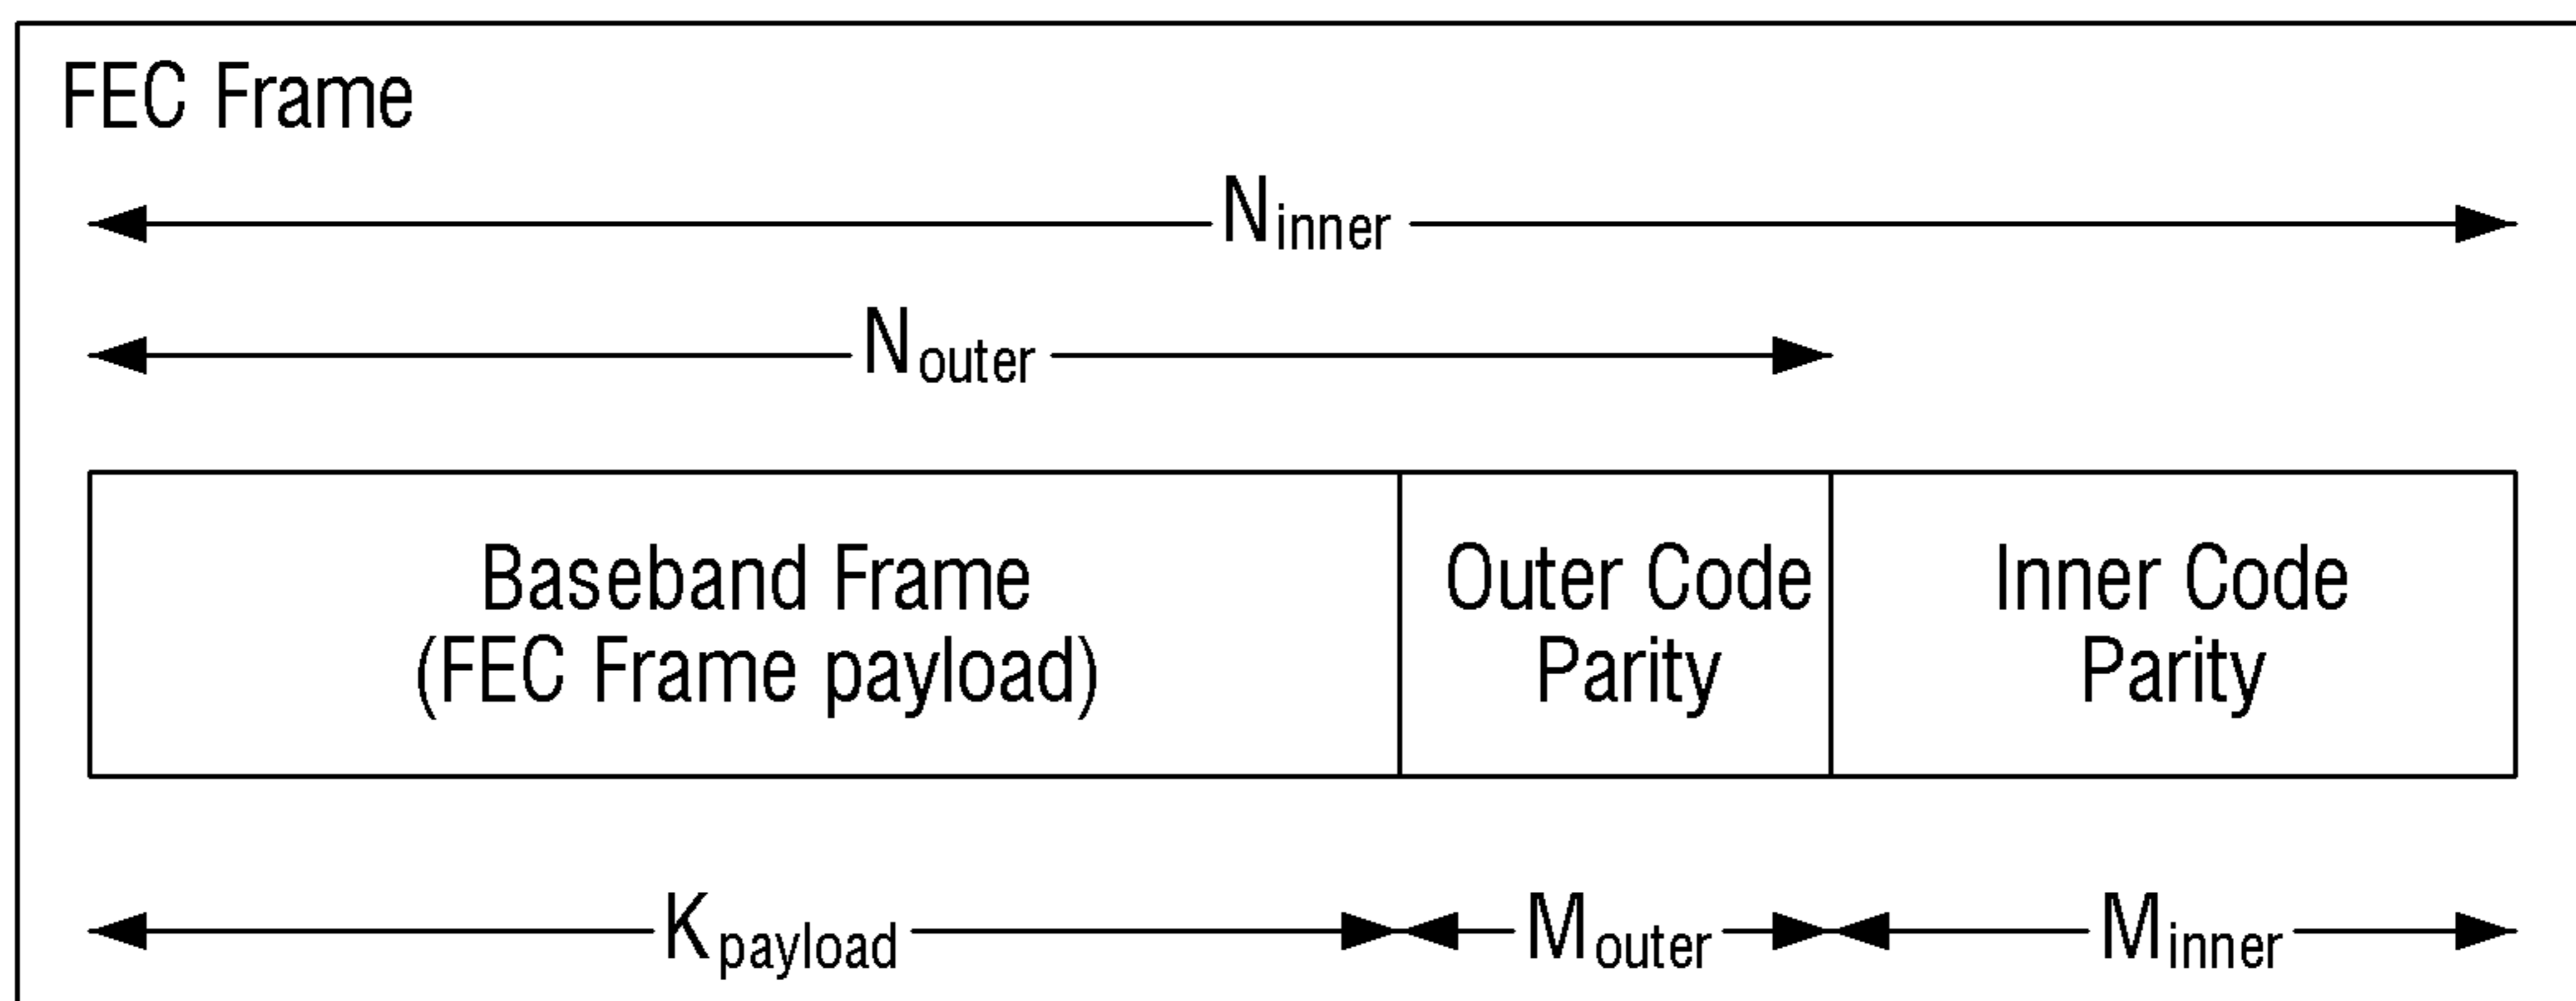 FEC Frame
Ninner
Nouter
Baseband Frame
(FEC Frame payload)
Outer Code
Parity
Inner Code
Parity
Kpayload
Mouter
Minner